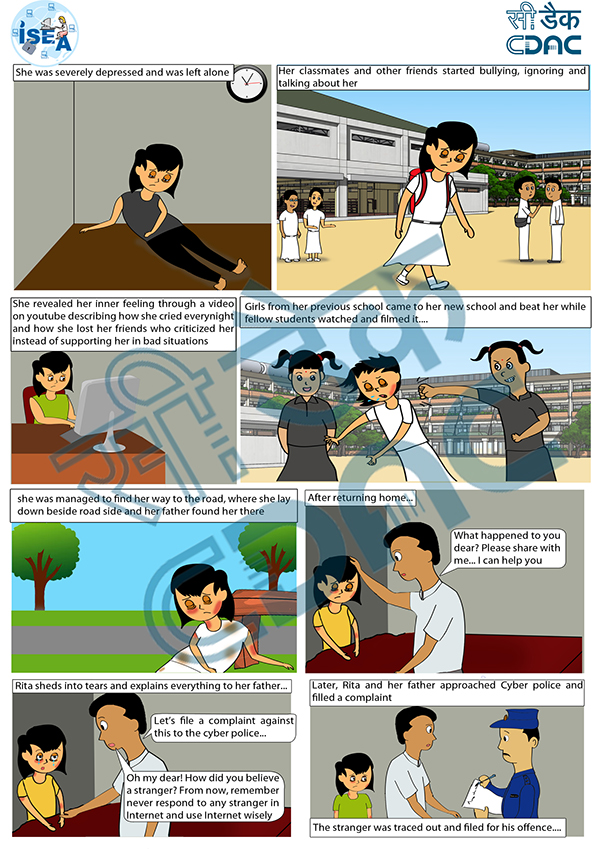 iSEA
सी डैक
CDAC
She was severely depressed and was left alone
Her classmates and other friends started bullying, ignoring and
talking about her
She revealed her inner feeling through a video
on youtube describing how she cried everynight
and how she lost her friends who criticized her
instead of supporting her in bad situations
Girls from her previous school came to her new school and beat her while
fellow students watched and filmed it....
she was managed to find her way to the road, where she lay
down beside road side and her father found her there
After returning home...
What happened to you
dear? Please share with
me... I can help you
Rita sheds into tears and explains everything to her father...
Let's file a complaint against
this to the cyber police...
Oh my dear! How did you believe
a stranger? From now, remember
never respond to any stranger in
Internet and use Internet wisely
Later, Rita and her father approached Cyber police and
filled a complaint
The stranger was traced out and filed for his offence....
सी डैक
CDAC